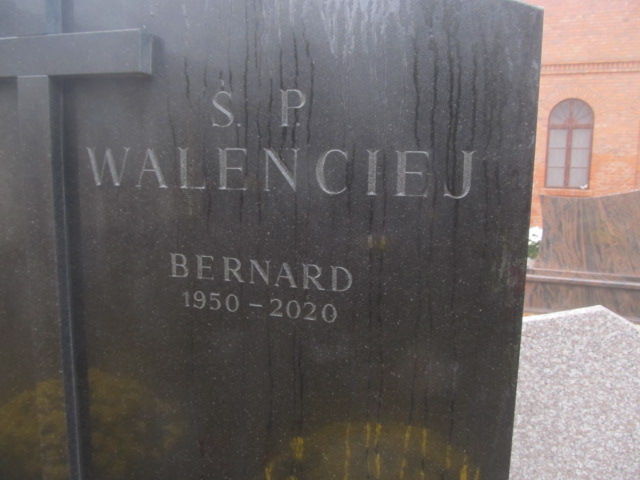 Ś. P.
WALENCIEJ
BERNARD
1950 – 2020